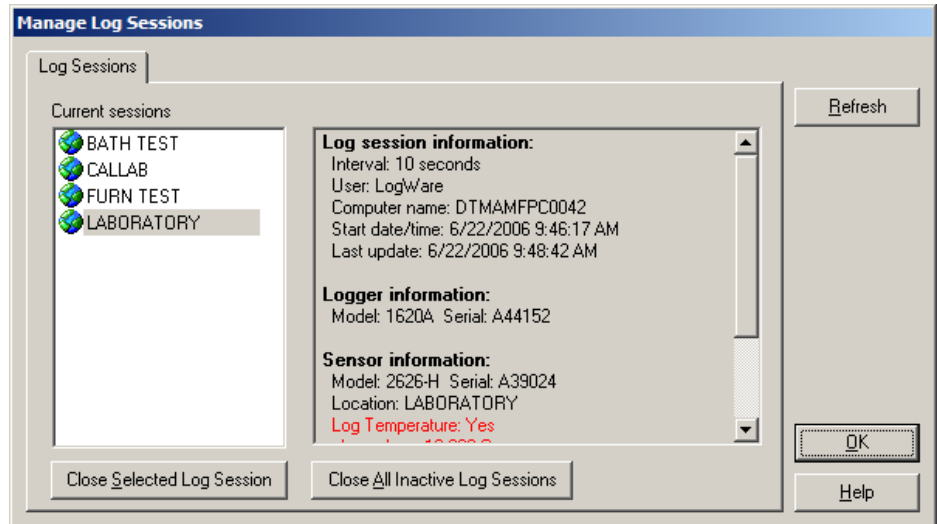 Manage Log Sessions
Log Sessions
Current sessions
BATH TEST
CALLAB
FURN TEST
LABORATORY
Log session information:
Interval: 10 seconds
User: LogWare
Computer name: DTMAMFPC0042
Start date/time: 6/22/2006 9:46:17 AM
Last update: 6/22/2006 9:48:42 AM
Logger information:
Model: 1620A Serial: A44152
Sensor information:
Model: 2626-H Serial: A39024
Location: LABORATORY
Log Temperature: Yes
Refresh
OK
Help
Close Selected Log Session
Close All Inactive Log Sessions